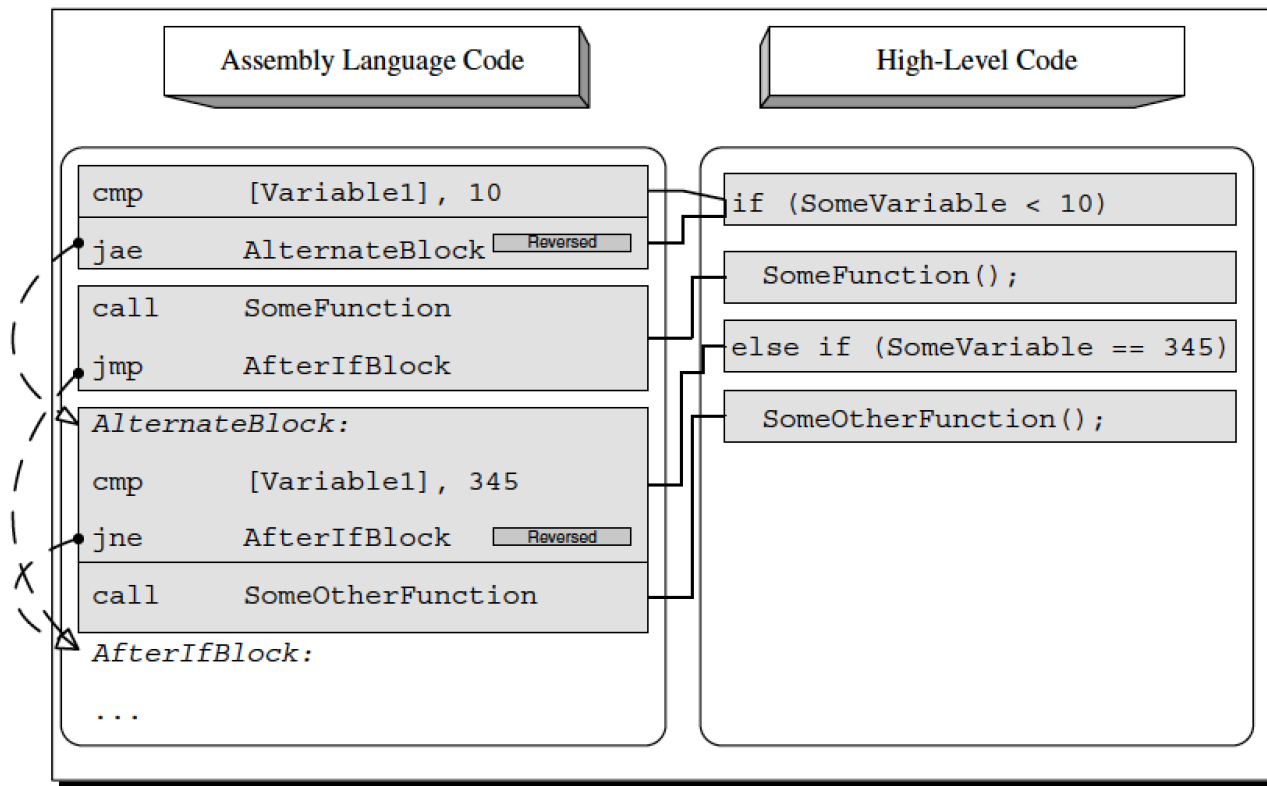 Assembly Language Code
High-Level Code
cmp [Variable1], 10
jae AlternateBlock Reversed
call SomeFunction
jmp AfterIfBlock
AlternateBlock:
cmp [Variable1], 345
jne AfterIfBlock Reversed
call SomeOtherFunction
AfterIfBlock:
...
if (SomeVariable < 10)
SomeFunction();
else if (SomeVariable == 345)
SomeOtherFunction();